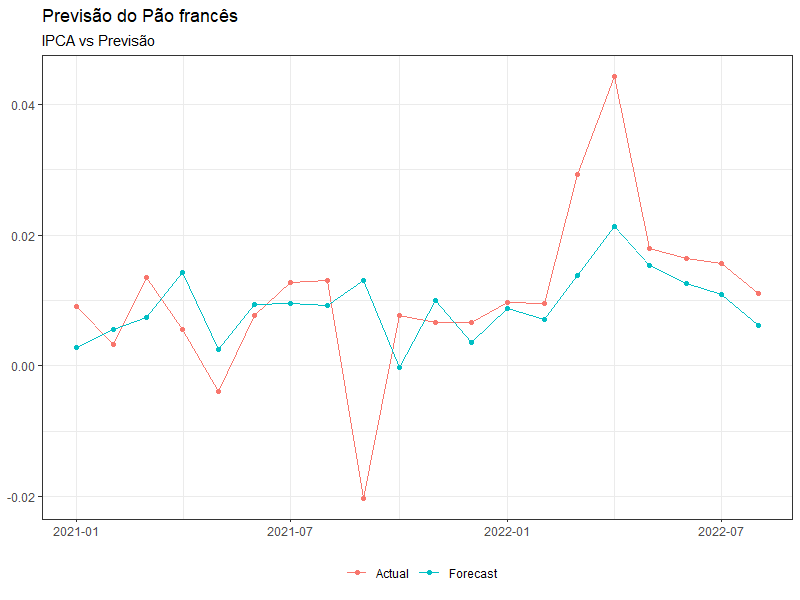 Previsão do Pão francês
IPCA vs Previsão
0.04
0.02
0.00
-0.02
2021-01 2021-07 2022-01 2022-07
Actual Forecast